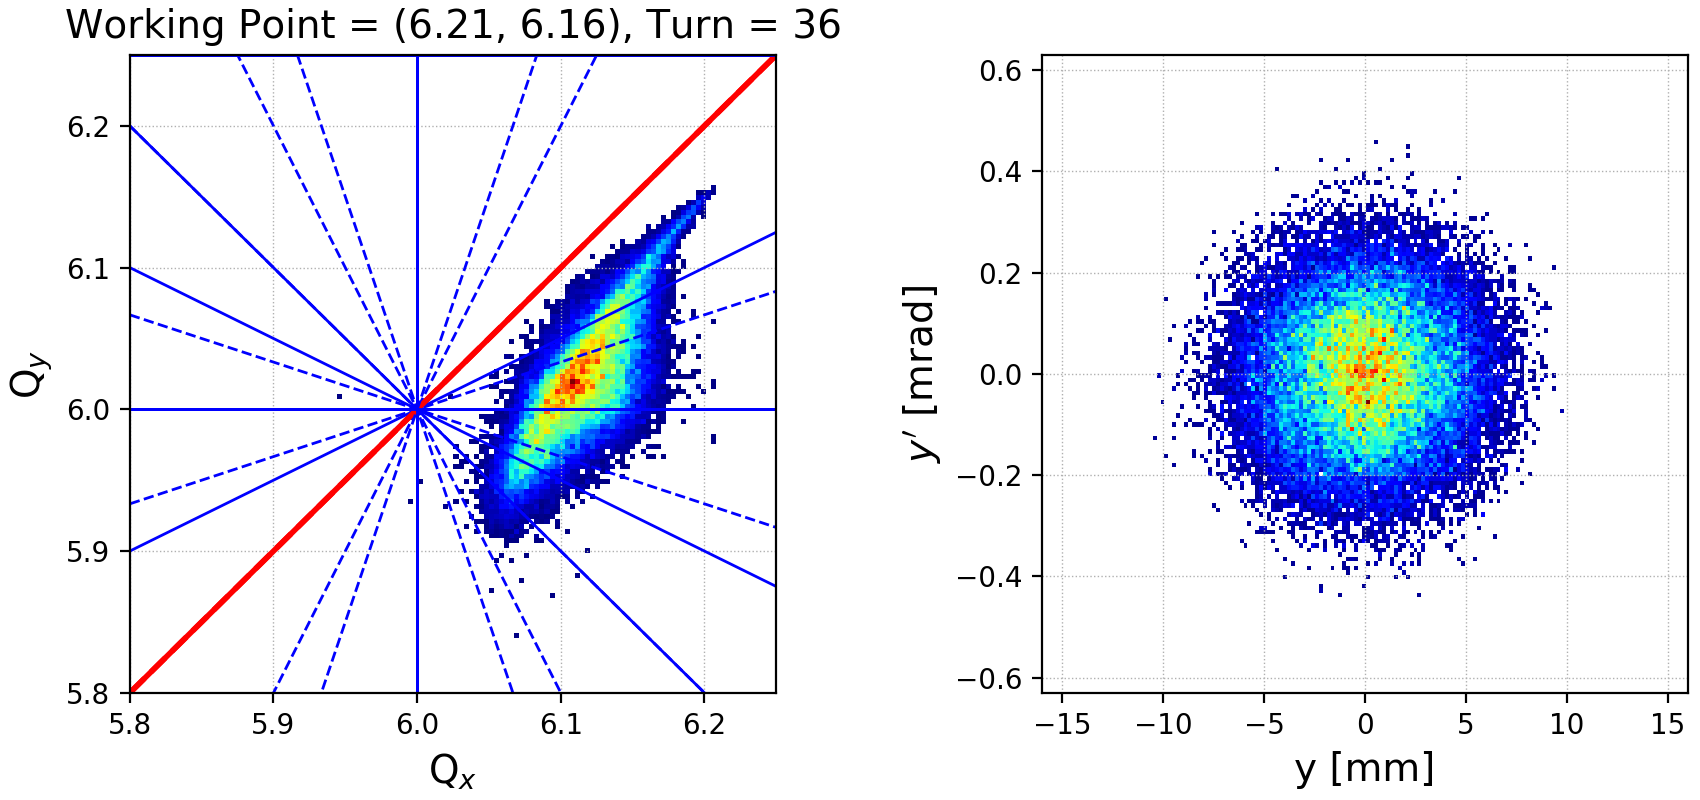 Working Point = (6.21, 6.16), Turn = 36
6.2
6.1
6.0
5.9
5.8
Qy
5.8 5.9 6.0 6.1 6.2
Qx
0.6
0.4
0.2
0.0
−0.2
−0.4
−0.6
y′ [mrad]
−15 −10 −5 0 5 10 15
y [mm]